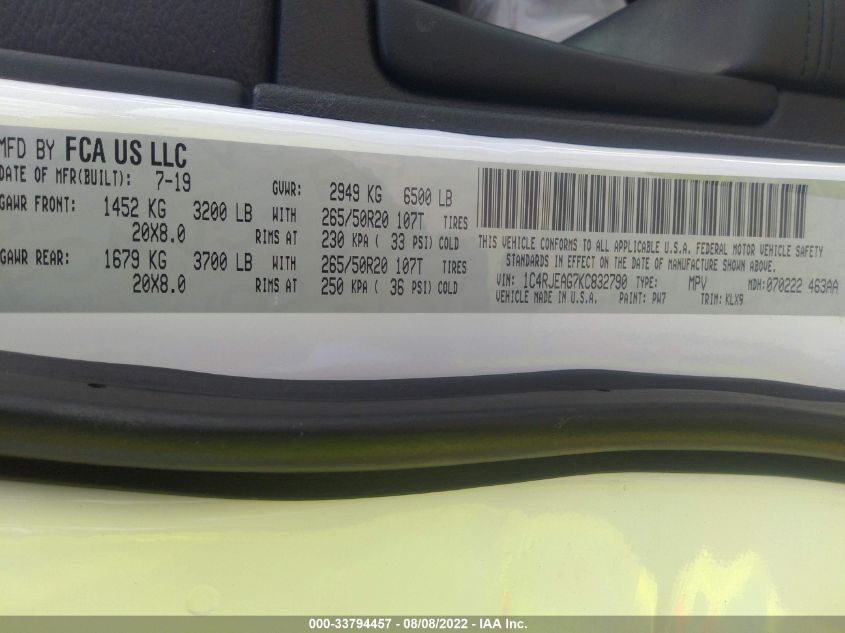 MFD BY FCA US LLC
DATE OF MFR(BUILT): 7-19 GVWR: 2949 KG 6500 LB
GAWR FRONT: 1452 KG 3200 LB WITH 265/50R20 107T TIRES
20X8.0 RIMS AT 230 KPA ( 33 PSI) COLD
GAWR REAR: 1679 KG 3700 LB WITH 265/50R20 107T TIRES
20X8.0 RIMS AT 250 KPA ( 36 PSI) COLD
THIS VEHICLE CONFORMS TO ALL APPLICABLE U.S.A. FEDERAL MOTOR VEHICLE SAFETY
STANDARDS IN EFFECT ON THE DATE OF MANUFACTURE SHOWN ABOVE.
VIN: 1C4RJEAG7KC832790 TYPE: MPV MDH:070222 463AA
VEHICLE MADE IN U.S.A. PAINT: PW7 TRIM: KLX9
000-33794457 - 08/08/2022 - IAA Inc.